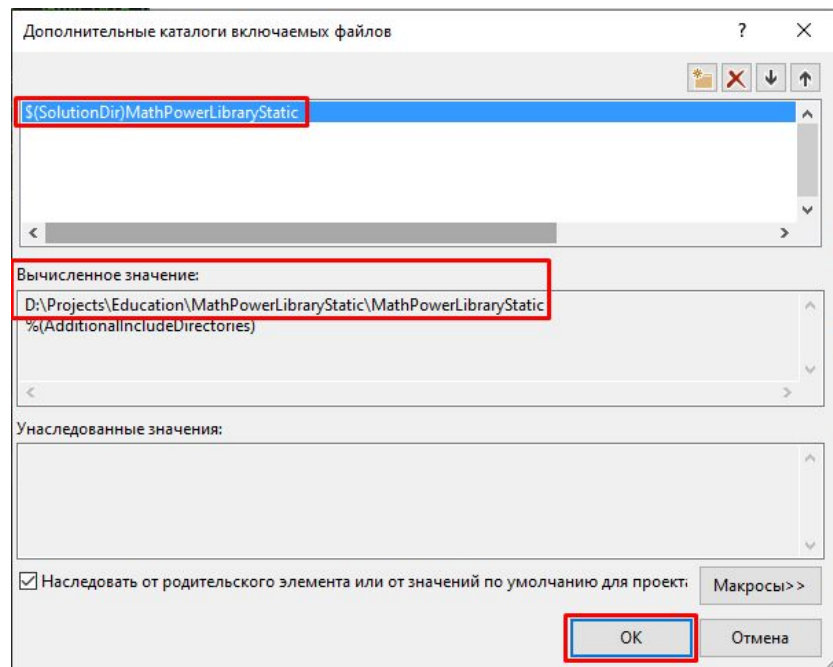 Дополнительные каталоги включаемых файлов
$(SolutionDir)MathPowerLibraryStatic
Вычисленное значение:
D:\Projects\Education\MathPowerLibraryStatic\MathPowerLibraryStatic
%(AdditionalIncludeDirectories)
Унаследованные значения:
Наследовать от родительского элемента или от значений по умолчанию для проекта
Макросы>>
ОК
Отмена